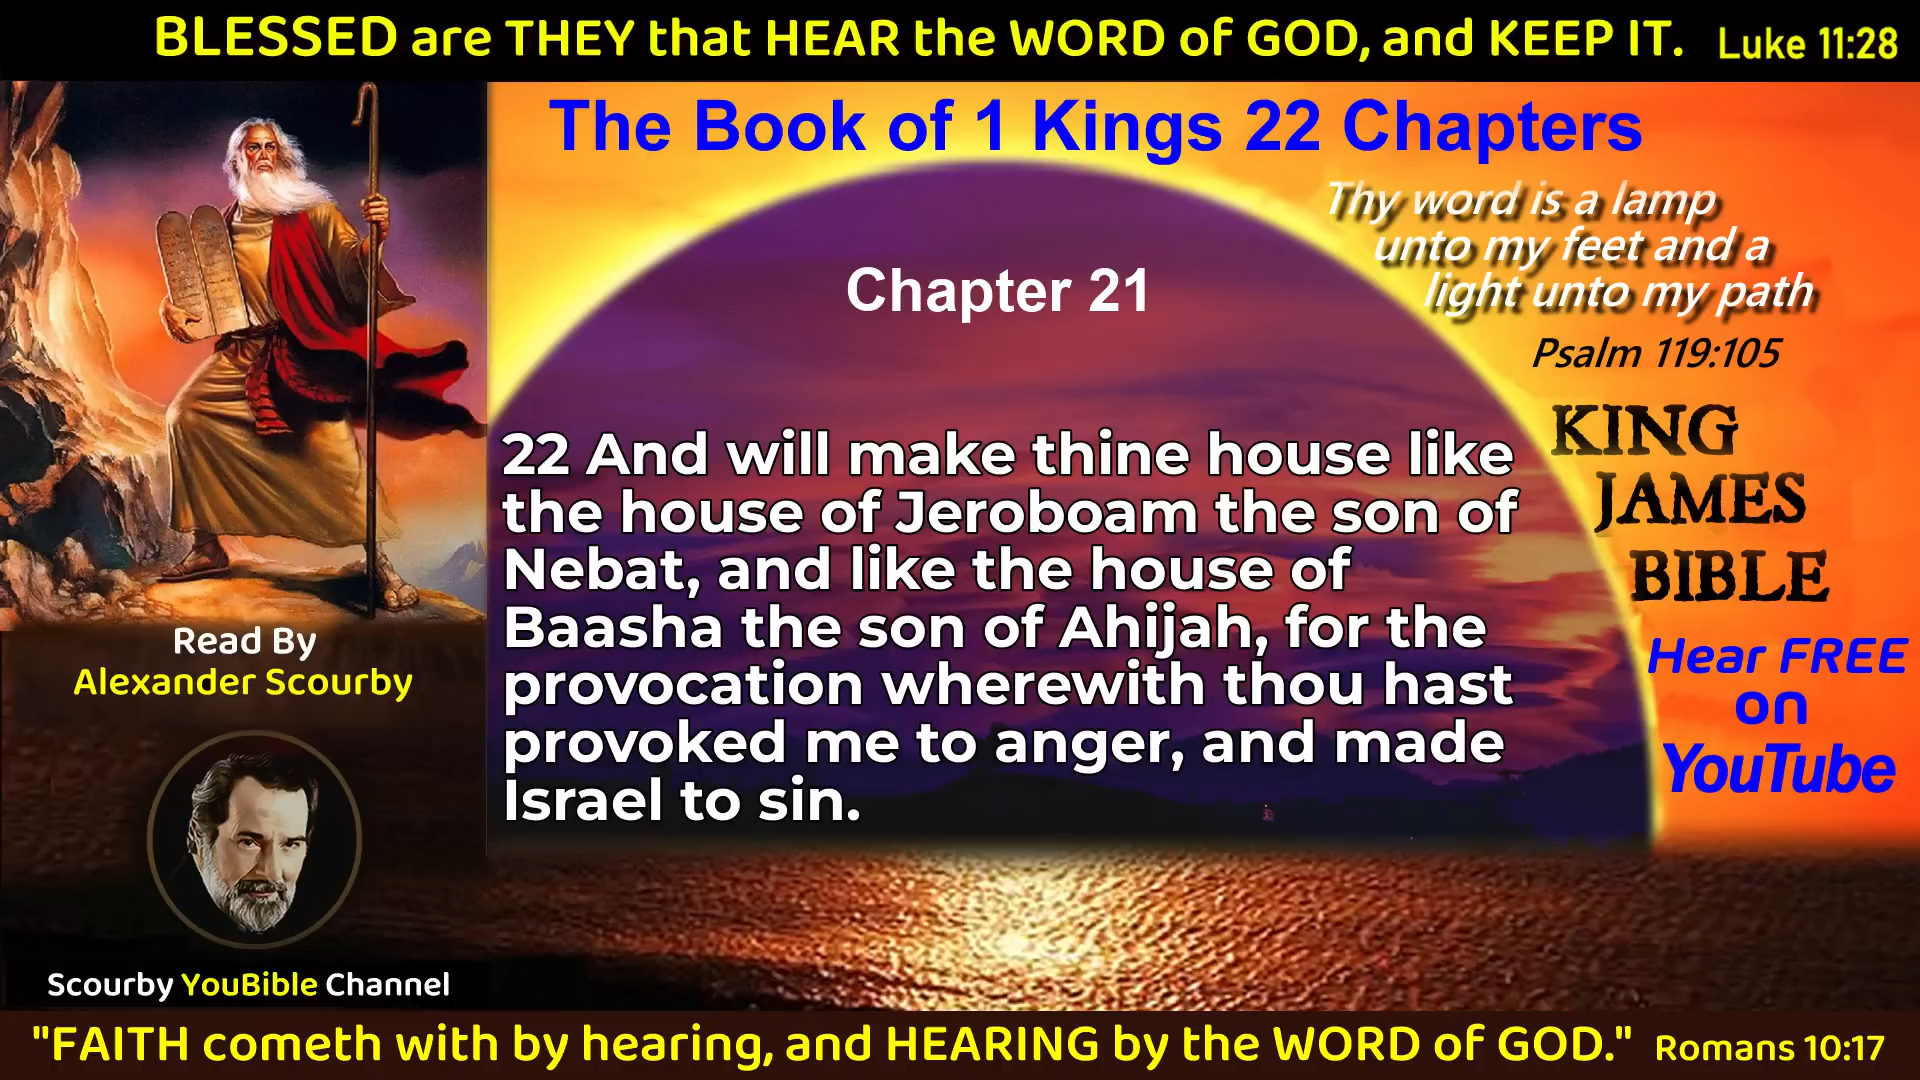 BLESSED are THEY that HEAR the WORD of GOD, and KEEP IT. Luke 11:28
The Book of 1 Kings 22 Chapters
Thy word is a lamp
unto my feet and a
light unto my path
Psalm 119:105
Chapter 21
22 And will make thine house like
the house of Jeroboam the son of
Nebat, and like the house of
Baasha the son of Ahijah, for the
provocation wherewith thou hast
provoked me to anger, and made
Israel to sin.
KING
JAMES
BIBLE
Hear FREE
on
YouTube
Read By
Alexander Scourby
Scourby YouBible Channel
"FAITH cometh with by hearing, and HEARING by the WORD of GOD." Romans 10:17